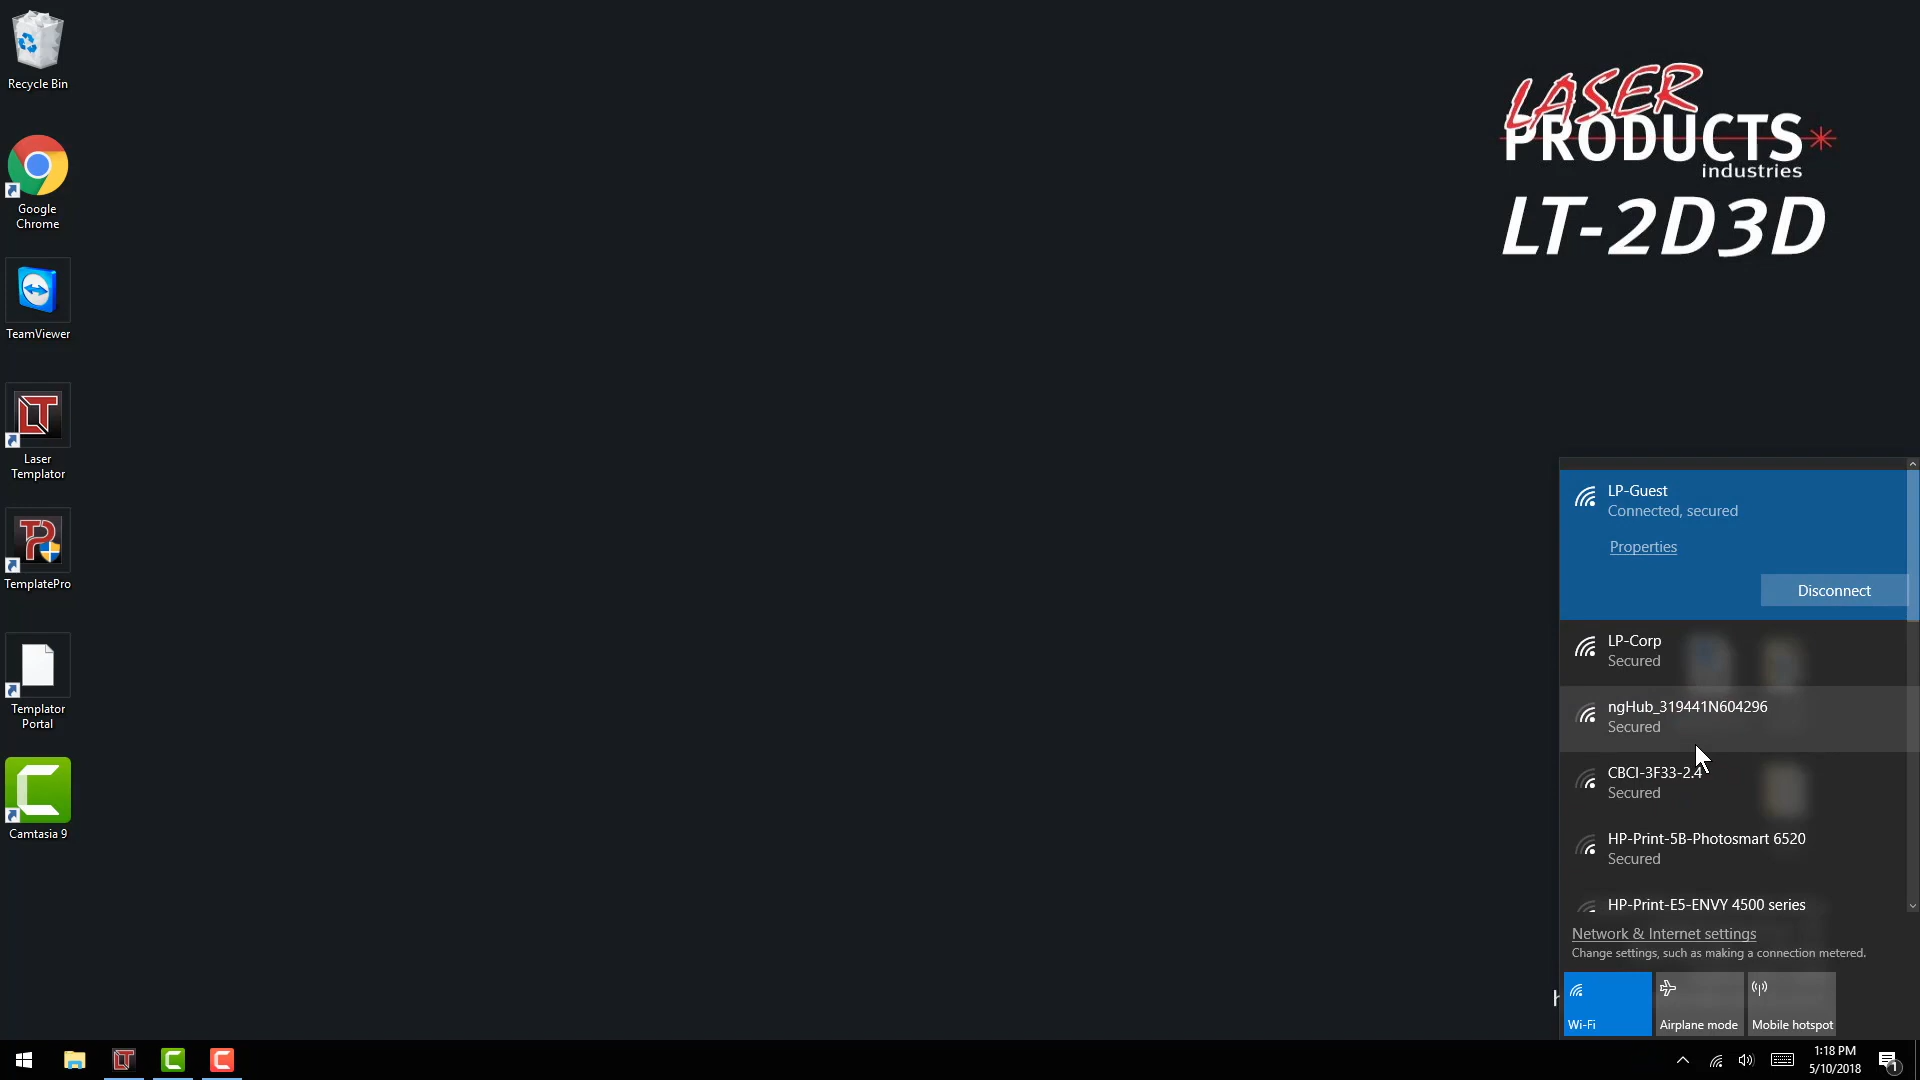 Recycle Bin
Google
Chrome
TeamViewer
Laser
Templator
TemplatePro
Templator
Portal
Camtasia 9
LASER
PRODUCTS
industries
LT-2D3D
LP-Guest
Connected, secured
Properties
Disconnect
LP-Corp
Secured
ngHub_319441N604296
Secured
CBCI-3F33-2.4
Secured
HP-Print-5B-Photosmart 6520
Secured
HP-Print-E5-ENVY 4500 series
Network & Internet settings
Change settings, such as making a connection metered.
Wi-Fi
Airplane mode
Mobile hotspot
1:18 PM
5/10/2018
1